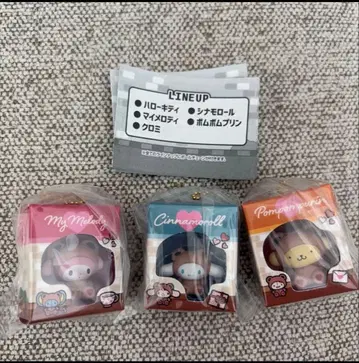 LINEUP
●ハローキティ ●シナモロール
●マイメロディ ●ポムポムプリン
●クロミ
My Melody
Cinnamoroll
Pompompurin